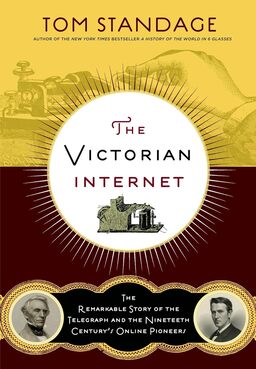 TOM STANDAGE
AUTHOR OF THE NEW YORK TIMES BESTSELLER A HISTORY OF THE WORLD IN 6 GLASSES
THE
VICTORIAN
INTERNET
THE
REMARKABLE STORY OF THE
TELEGRAPH AND THE NINETEETH
CENTURY'S ONLINE PIONEERS